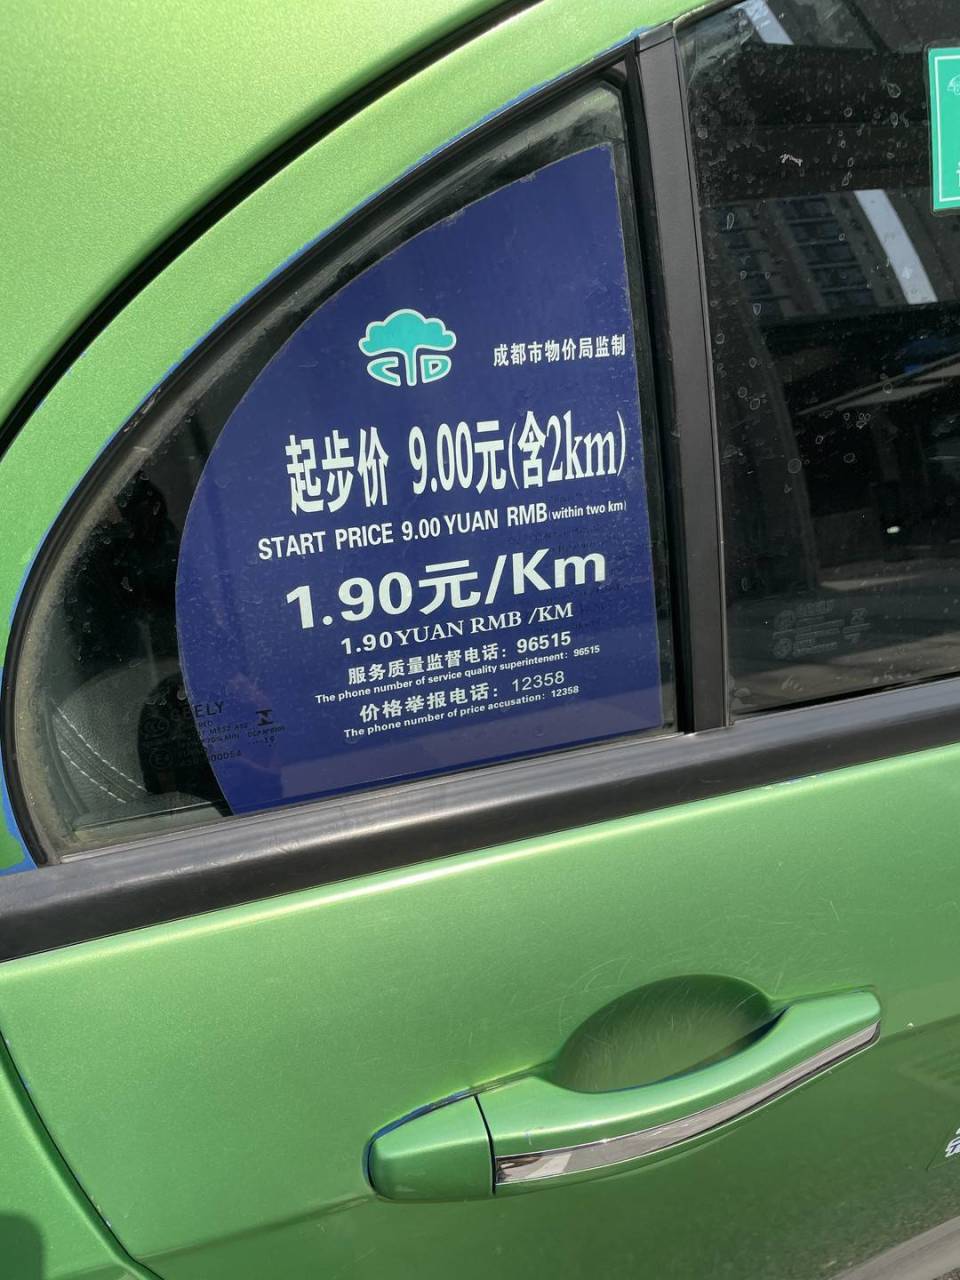 CTD
成都市物价局监制
起步价 9.00元(含2km)
START PRICE 9.00 YUAN RMB(within two km)
1.90元/Km
1.90YUAN RMB /KM
服务质量监督电话：96515
The phone number of service quality superintenent：96515
价格举报电话：12358
The phone number of price accusation：12358
GEELY